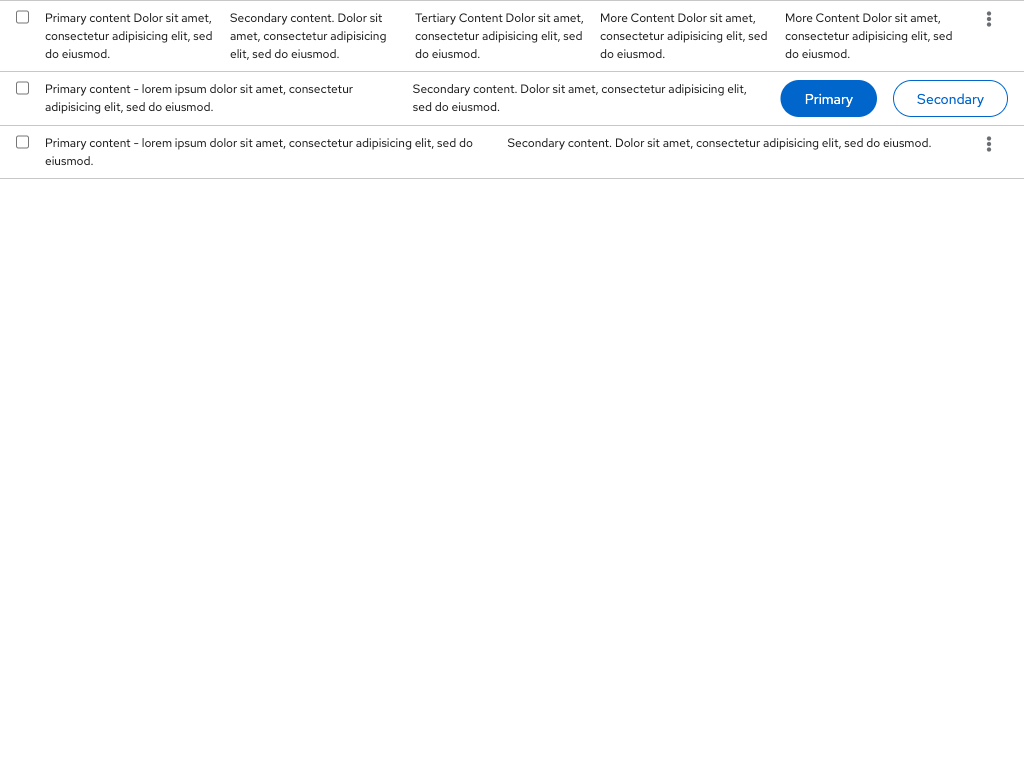 Primary content Dolor sit amet, consectetur adipisicing elit, sed do eiusmod.
Secondary content. Dolor sit amet, consectetur adipisicing elit, sed do eiusmod.
Tertiary Content Dolor sit amet, consectetur adipisicing elit, sed do eiusmod.
More Content Dolor sit amet, consectetur adipisicing elit, sed do eiusmod.
More Content Dolor sit amet, consectetur adipisicing elit, sed do eiusmod.
Primary content - lorem ipsum dolor sit amet, consectetur adipisicing elit, sed do eiusmod.
Secondary content. Dolor sit amet, consectetur adipisicing elit, sed do eiusmod.
Primary
Secondary
Primary content - lorem ipsum dolor sit amet, consectetur adipisicing elit, sed do eiusmod.
Secondary content. Dolor sit amet, consectetur adipisicing elit, sed do eiusmod.